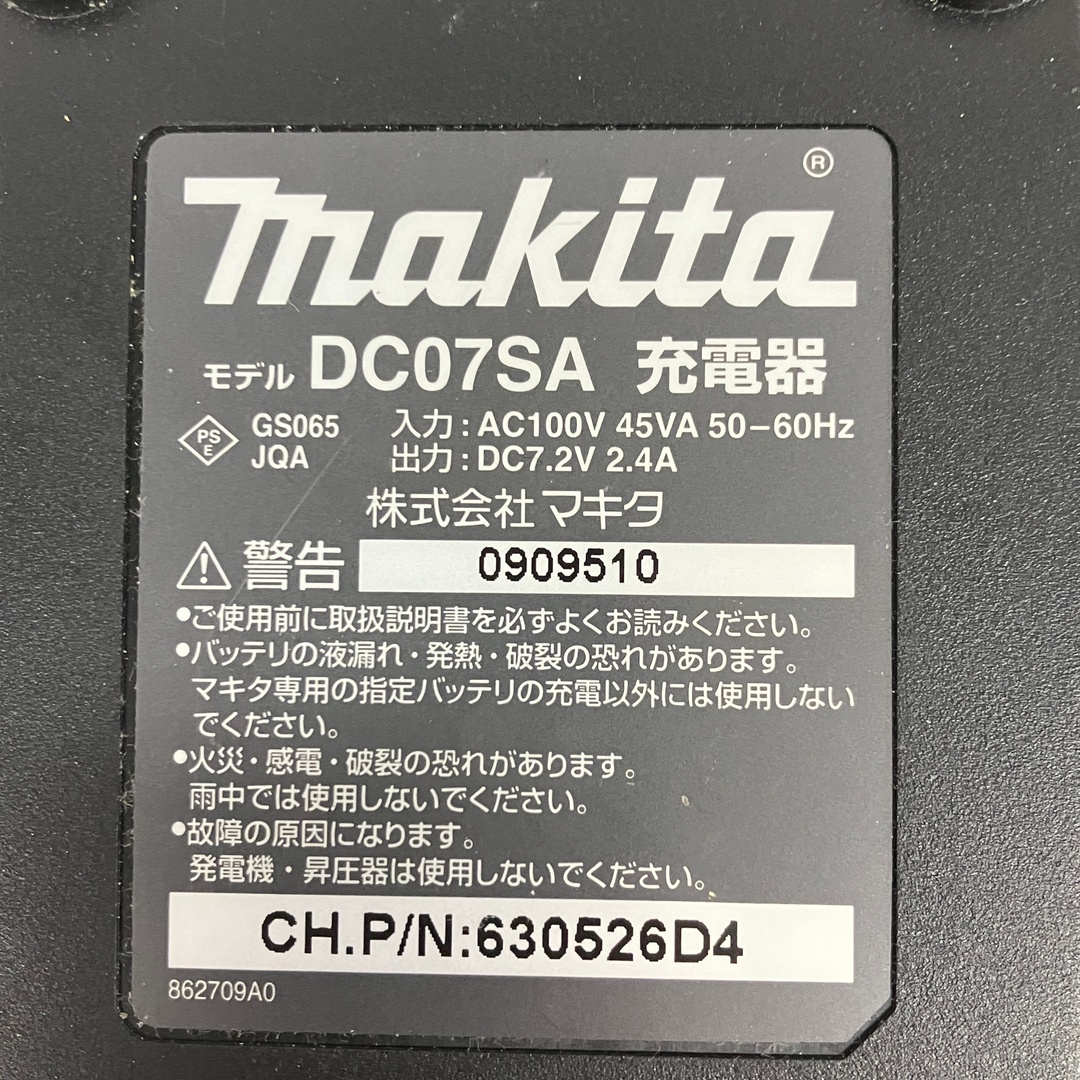 makita®
モデル DC07SA 充電器
PSE GS065 入力:AC100V 45VA 50-60Hz
JQA 出力:DC7.2V 2.4A
株式会社マキタ
警告 0909510
•ご使用前に取扱説明書を必ずよくお読みください。
•バッテリの液漏れ・発熱・破裂の恐れがあります。
マキタ専用の指定バッテリの充電以外には使用しない
でください。
•火災・感電・破裂の恐れがあります。
雨中では使用しないでください。
•故障の原因になります。
発電機・昇圧器は使用しないでください。
CH.P/N:630526D4
862709A0